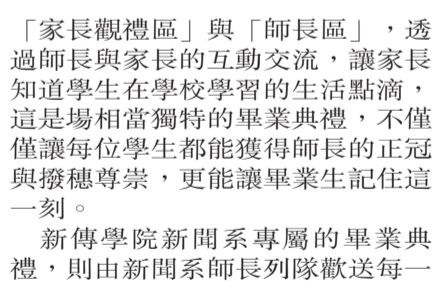 「家長觀禮區」與「師長區」，透
過師長與家長的互動交流，讓家長
知道學生在學校學習的生活點滴，
這是場相當獨特的畢業典禮，不僅
僅讓每位學生都能獲得師長的正冠
與撥穗尊崇，更能讓畢業生記住這
一刻。
新傳學院新聞系專屬的畢業典
禮，則由新聞系師長列隊歡送每一